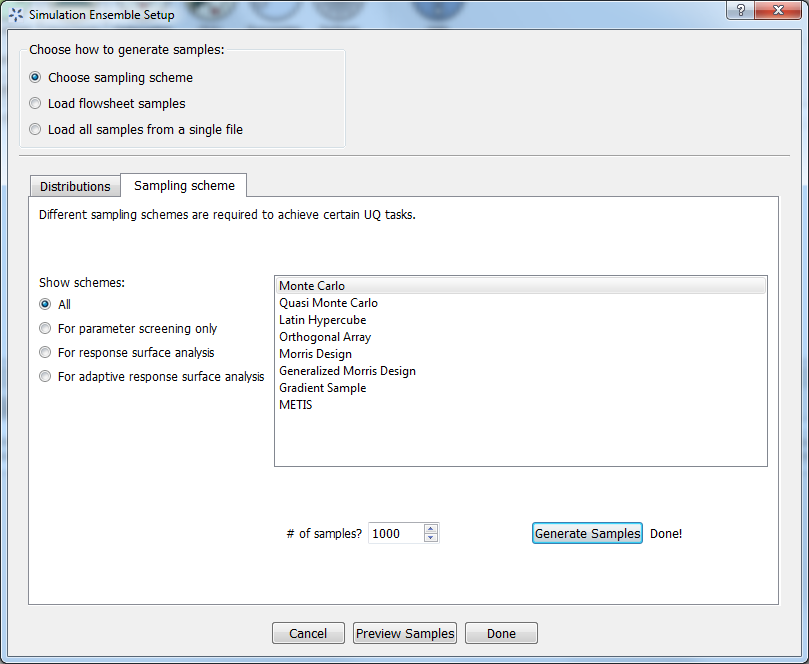 Simulation Ensemble Setup
?
Choose how to generate samples:
Choose sampling scheme
Load flowsheet samples
Load all samples from a single file
Distributions
Sampling scheme
Different sampling schemes are required to achieve certain UQ tasks.
Show schemes:
All
For parameter screening only
For response surface analysis
For adaptive response surface analysis
Monte Carlo
Quasi Monte Carlo
Latin Hypercube
Orthogonal Array
Morris Design
Generalized Morris Design
Gradient Sample
METIS
# of samples? 1000
Generate Samples Done!
Cancel Preview Samples Done